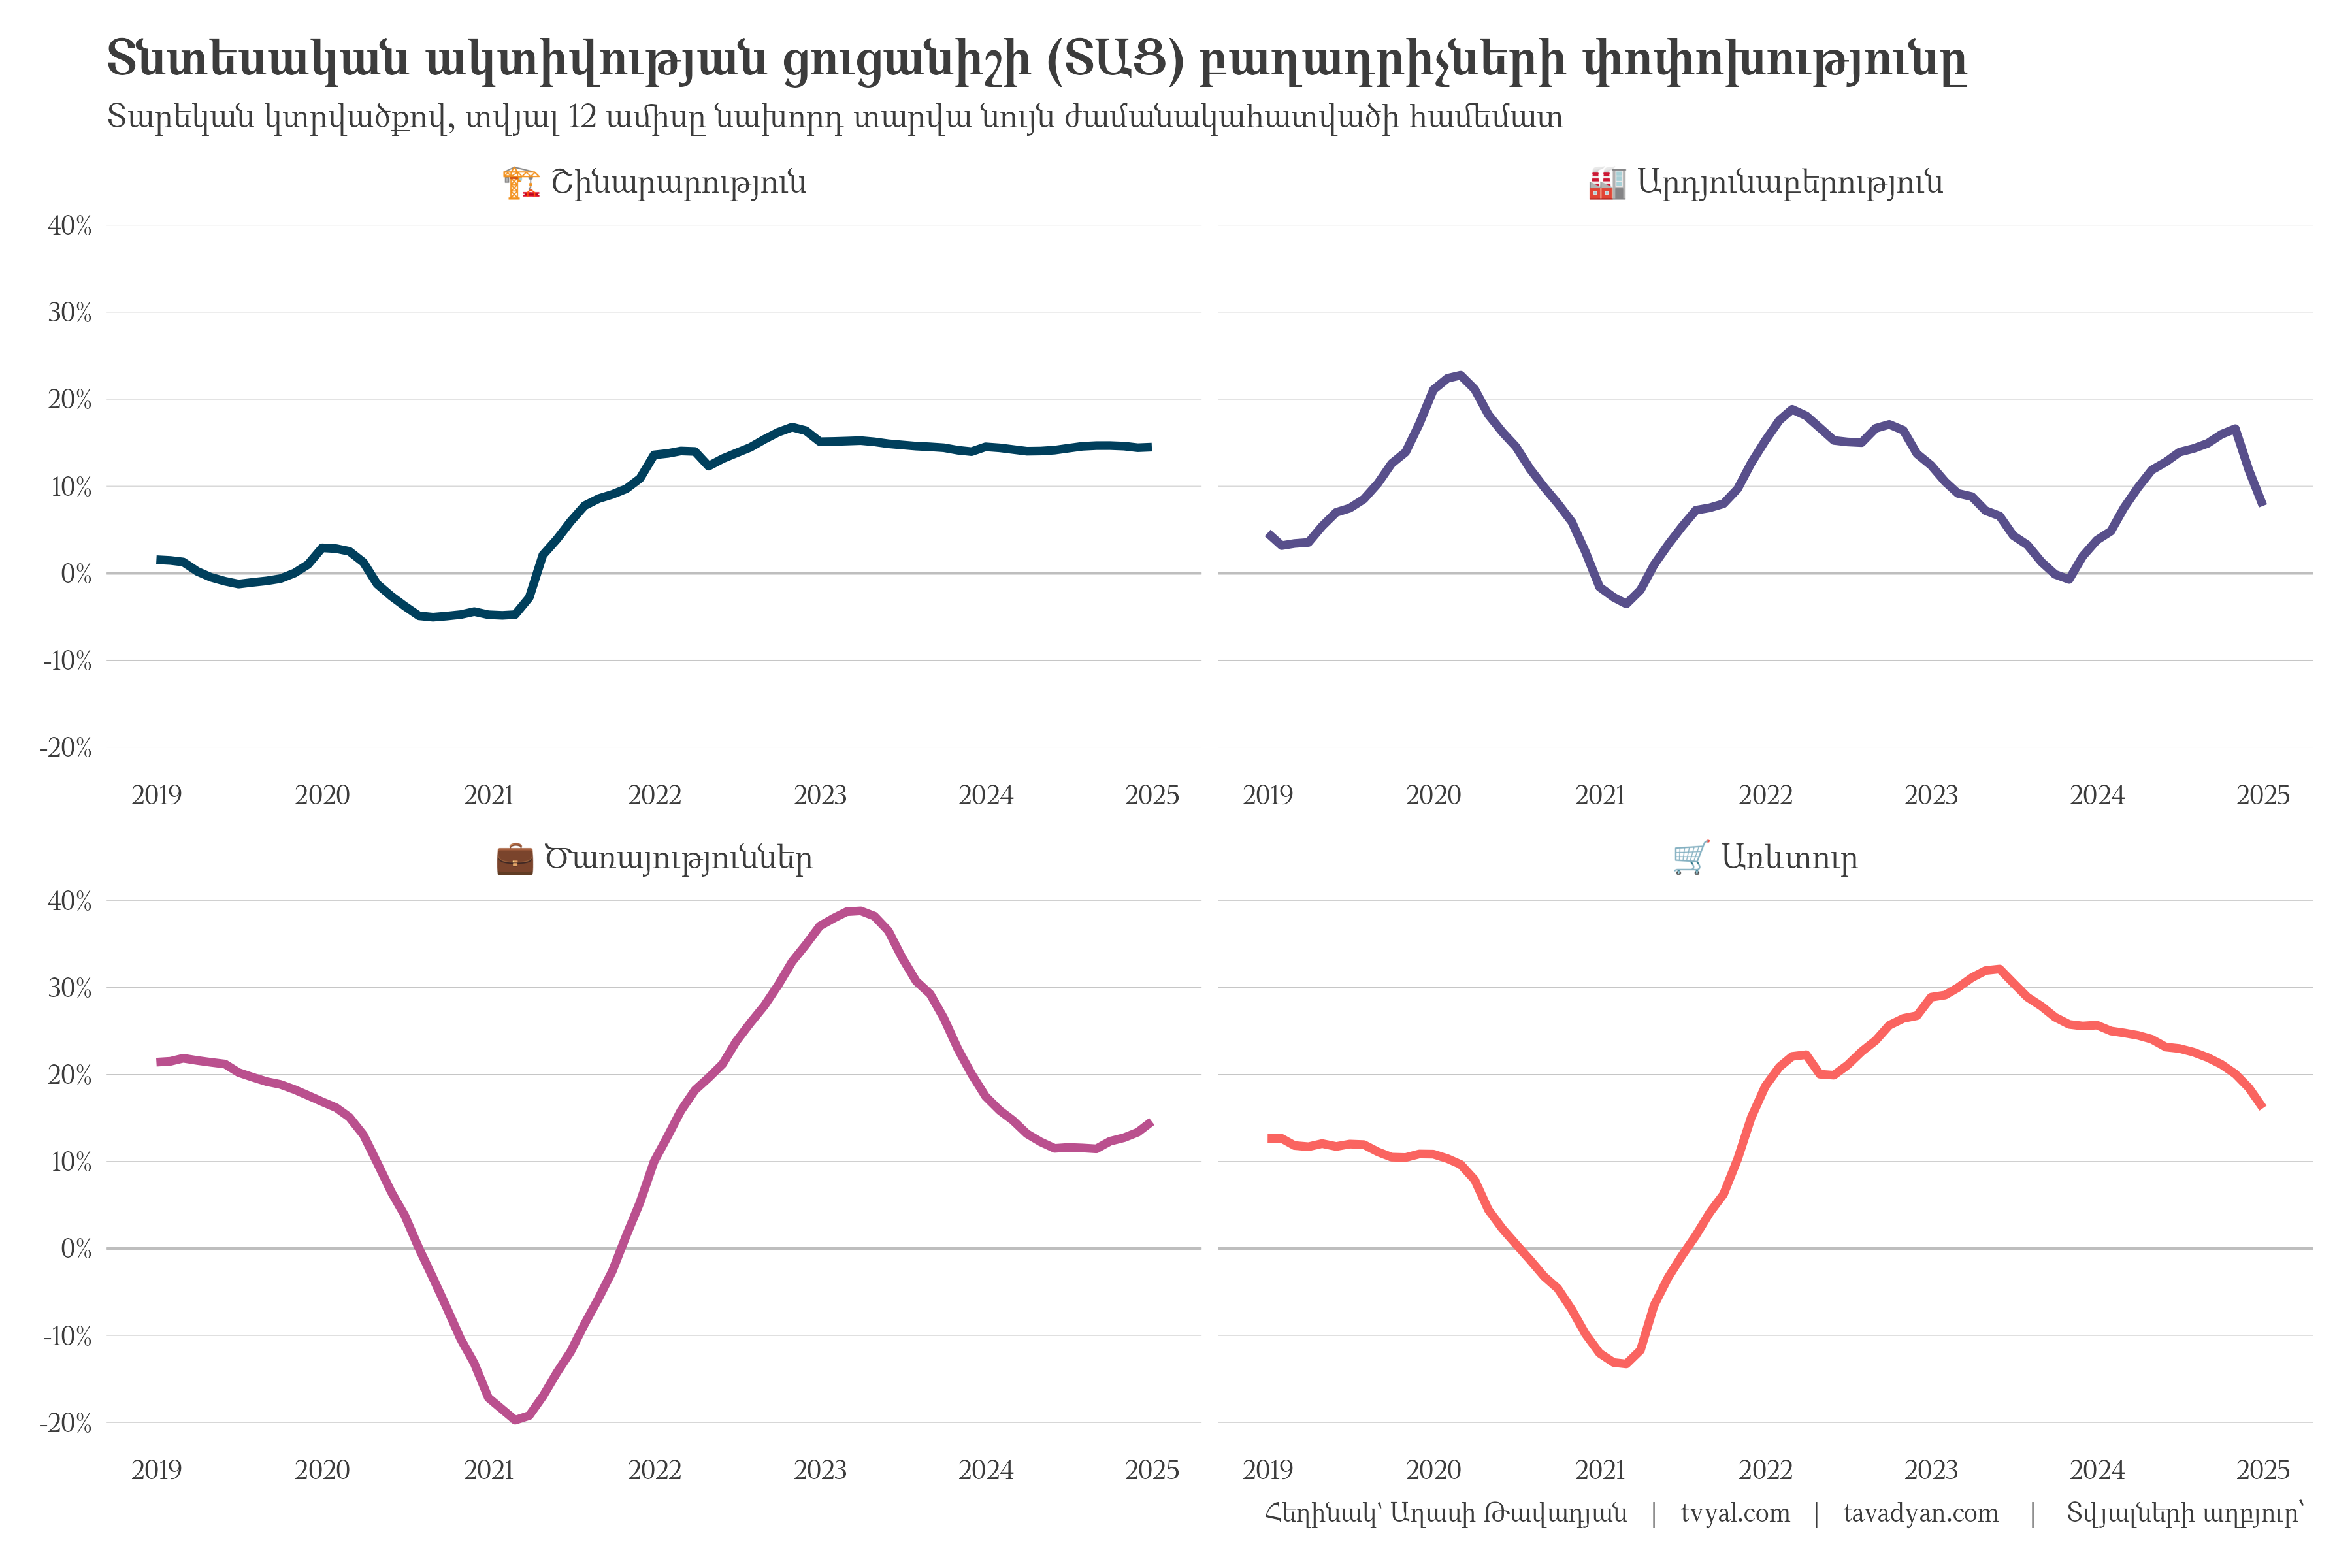 Տնտեսական ակտիվության ցուցանիշի (ՏԱՑ) բաղադրիչների փոփոխությունը
Տարեկան կտրվածքով, տվյալ 12 ամիսը նախորդ տարվա նույն ժամանակահատվածի համեմատ
🏗️ Շինարարություն
40%
30%
20%
10%
0%
-10%
-20%
2019 2020 2021 2022 2023 2024 2025
🏭 Արդյունաբերություն
2019 2020 2021 2022 2023 2024 2025
💼 Ծառայություններ
40%
30%
20%
10%
0%
-10%
-20%
2019 2020 2021 2022 2023 2024 2025
🛒 Առևտուր
2019 2020 2021 2022 2023 2024 2025
Հեղինակ՝ Աղասի Թավադյան | tvyal.com | tavadyan.com | Տվյալների աղբյուր՝